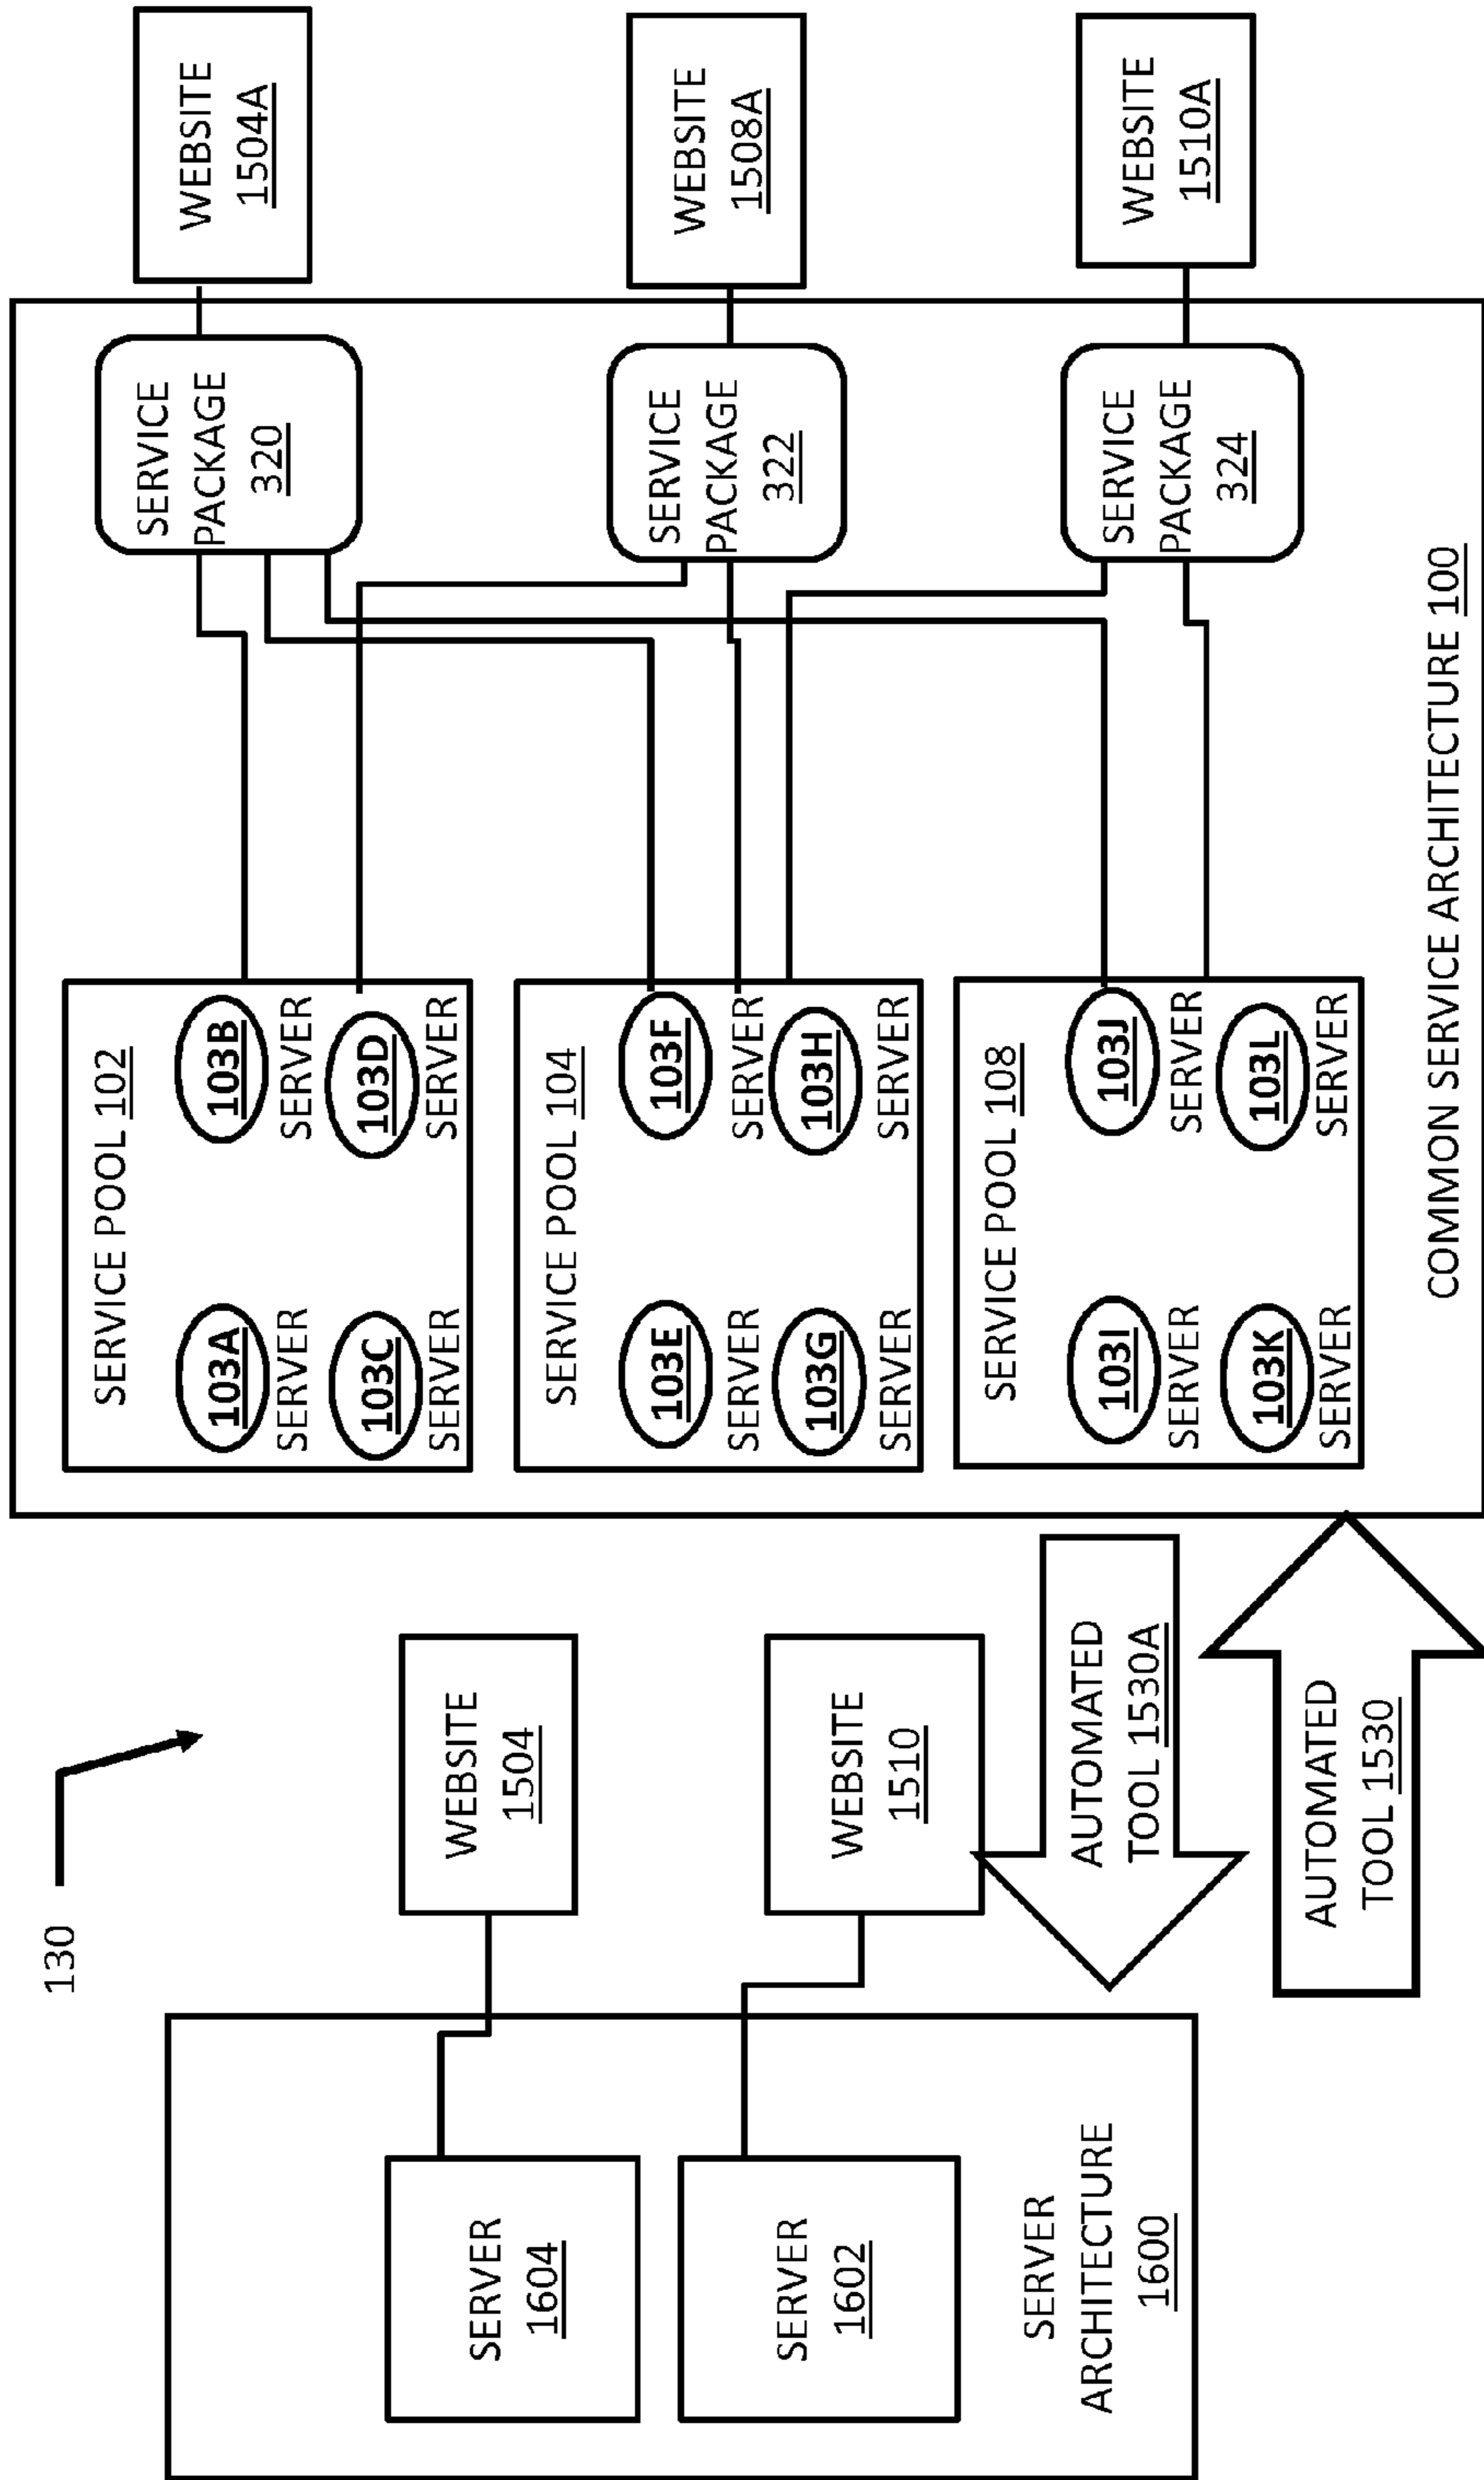 130
SERVER
1604
SERVER
1602
SERVER
ARCHITECTURE
1600
WEBSITE
1504
WEBSITE
1510
AUTOMATED
TOOL 1530A
AUTOMATED
TOOL 1530
SERVICE POOL 102
103A
SERVER
103B
SERVER
103C
SERVER
103D
SERVER
SERVICE POOL 104
103E
SERVER
103F
SERVER
103G
SERVER
103H
SERVER
SERVICE POOL 108
103I
SERVER
103J
SERVER
103K
SERVER
103L
SERVER
SERVICE
PACKAGE
320
SERVICE
PACKAGE
322
SERVICE
PACKAGE
324
COMMON SERVICE ARCHITECTURE 100
WEBSITE
1504A
WEBSITE
1508A
WEBSITE
1510A